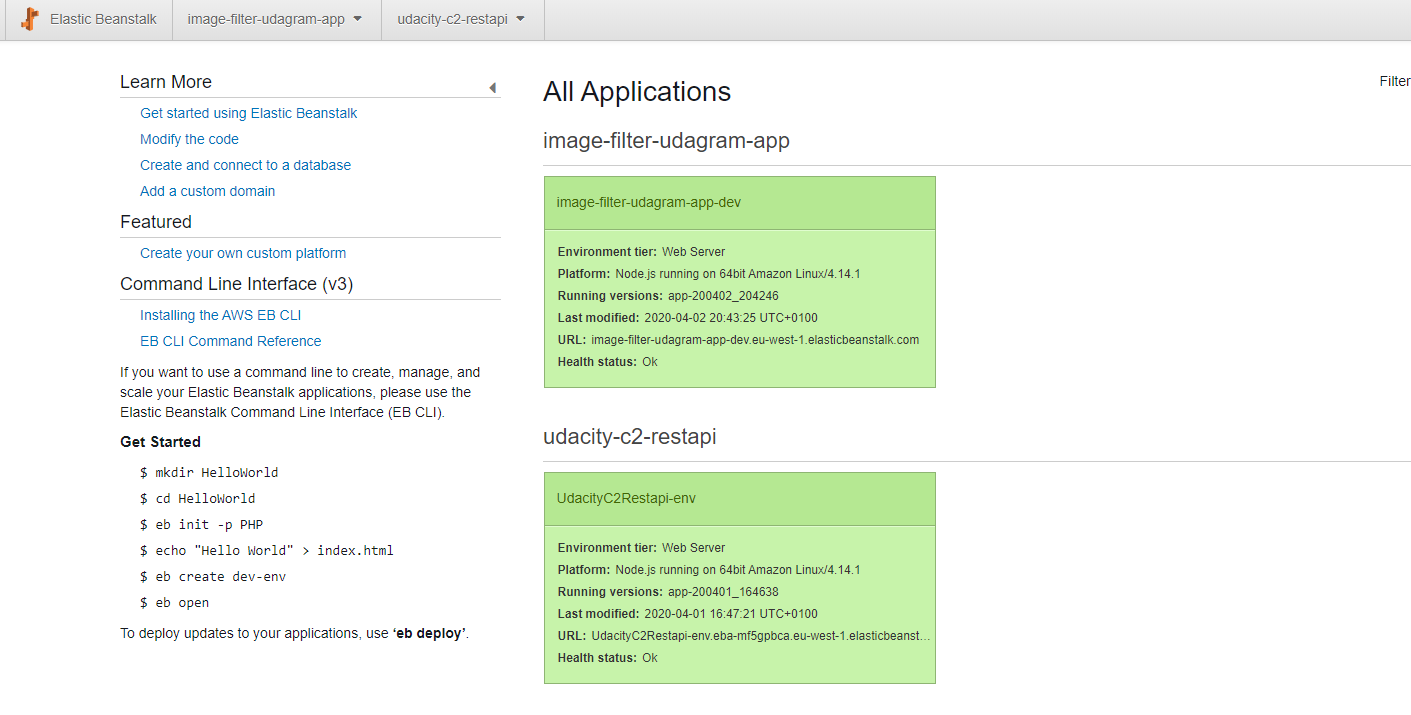 Elastic Beanstalk image-filter-udagram-app udacity-c2-restapi
Learn More
Get started using Elastic Beanstalk
Modify the code
Create and connect to a database
Add a custom domain
Featured
Create your own custom platform
Command Line Interface (v3)
Installing the AWS EB CLI
EB CLI Command Reference
If you want to use a command line to create, manage, and
scale your Elastic Beanstalk applications, please use the
Elastic Beanstalk Command Line Interface (EB CLI).
Get Started
$ mkdir HelloWorld
$ cd HelloWorld
$ eb init -p PHP
$ echo "Hello World" > index.html
$ eb create dev-env
$ eb open
To deploy updates to your applications, use ‘eb deploy’.
All Applications
Filter
image-filter-udagram-app
image-filter-udagram-app-dev
Environment tier: Web Server
Platform: Node.js running on 64bit Amazon Linux/4.14.1
Running versions: app-200402_204246
Last modified: 2020-04-02 20:43:25 UTC+0100
URL: image-filter-udagram-app-dev.eu-west-1.elasticbeanstalk.com
Health status: Ok
udacity-c2-restapi
UdacityC2Restapi-env
Environment tier: Web Server
Platform: Node.js running on 64bit Amazon Linux/4.14.1
Running versions: app-200401_164638
Last modified: 2020-04-01 16:47:21 UTC+0100
URL: UdacityC2Restapi-env.eba-mf5gpbca.eu-west-1.elasticbeanst...
Health status: Ok